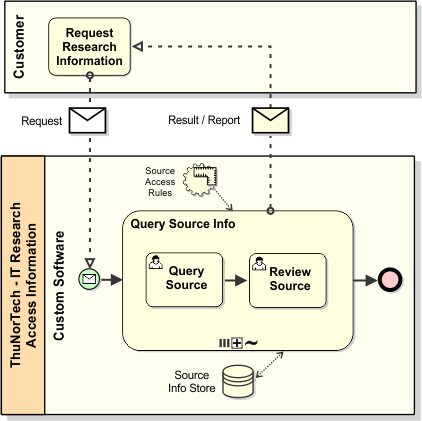 Customer
Request
Research
Information
Request
Result / Report
ThuNorTech - IT Research
Access Information
Custom Software
Source
Access
Rules
Query Source Info
Query
Source
Review
Source
Source
Info Store